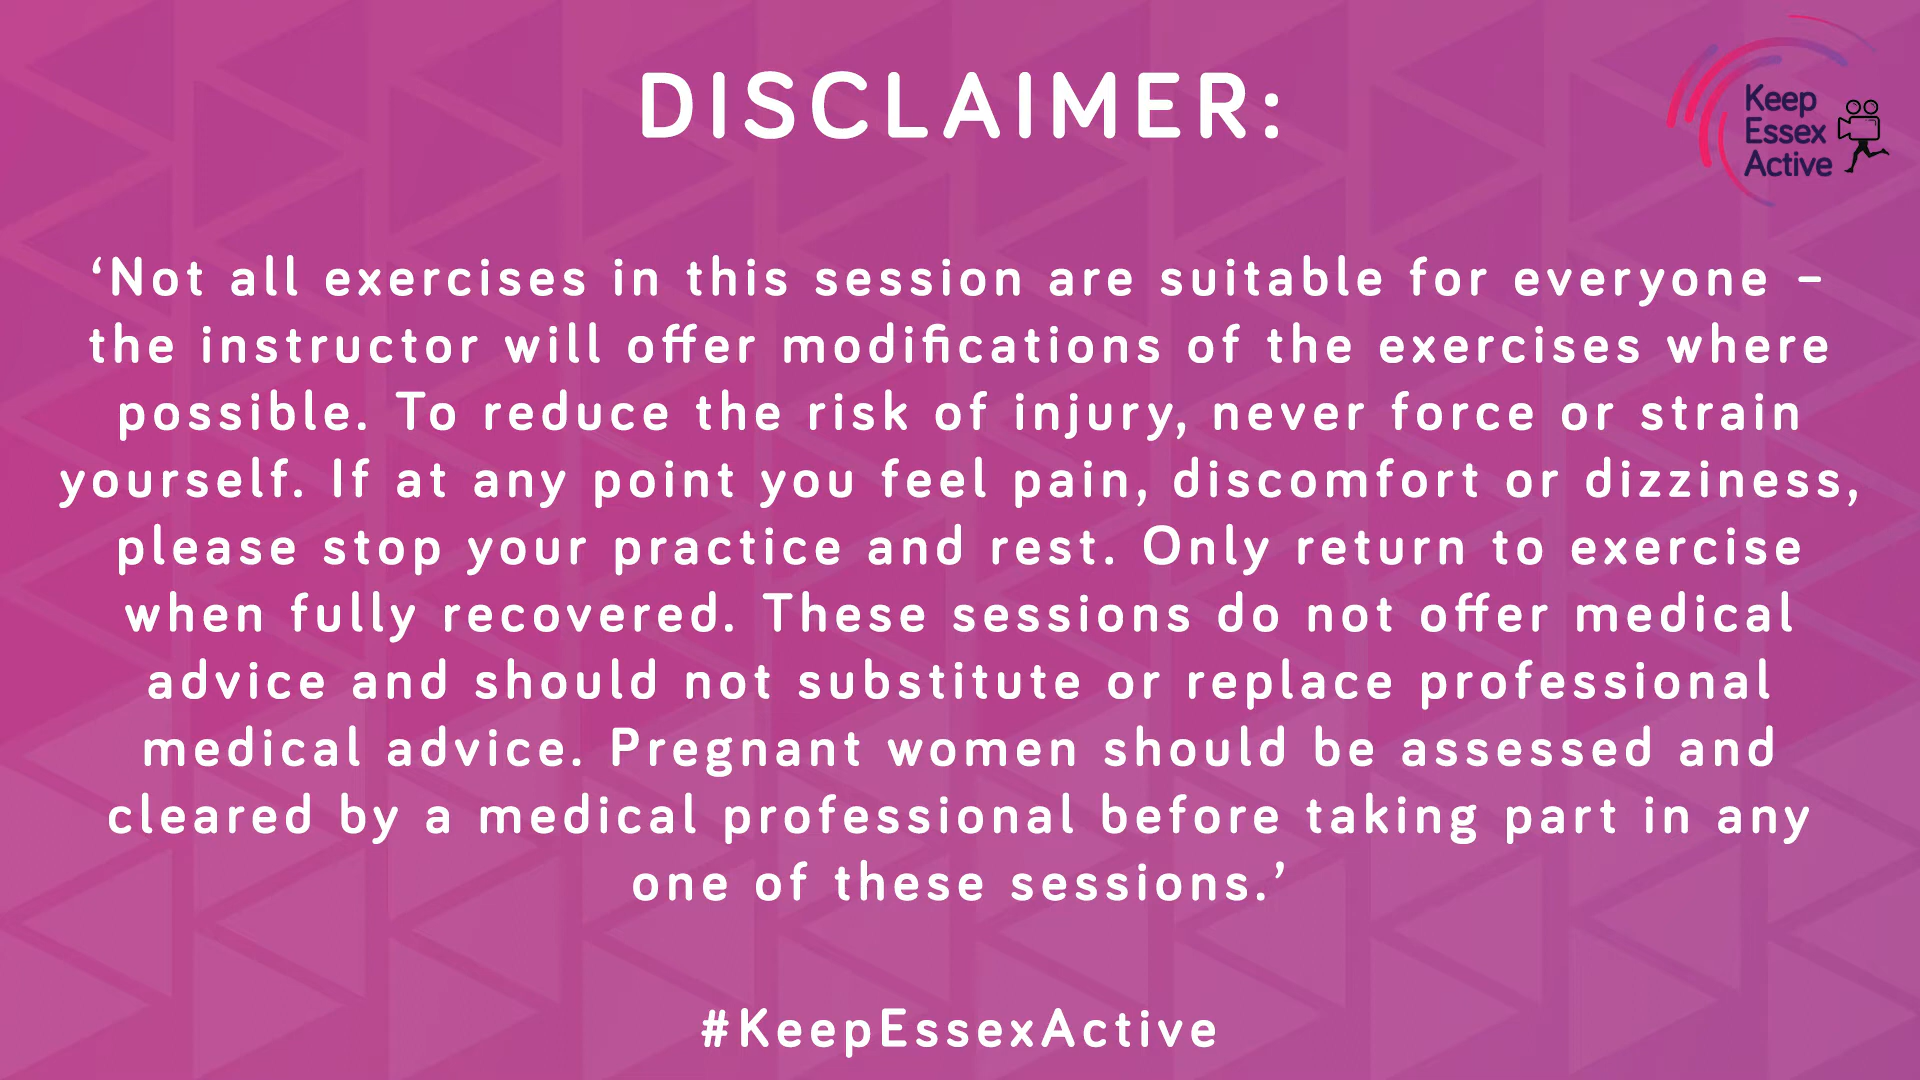 DISCLAIMER:
Keep
Essex
Active
‘Not all exercises in this session are suitable for everyone –
the instructor will offer modifications of the exercises where
possible. To reduce the risk of injury, never force or strain
yourself. If at any point you feel pain, discomfort or dizziness,
please stop your practice and rest. Only return to exercise
when fully recovered. These sessions do not offer medical
advice and should not substitute or replace professional
medical advice. Pregnant women should be assessed and
cleared by a medical professional before taking part in any
one of these sessions.’
#KeepEssexActive